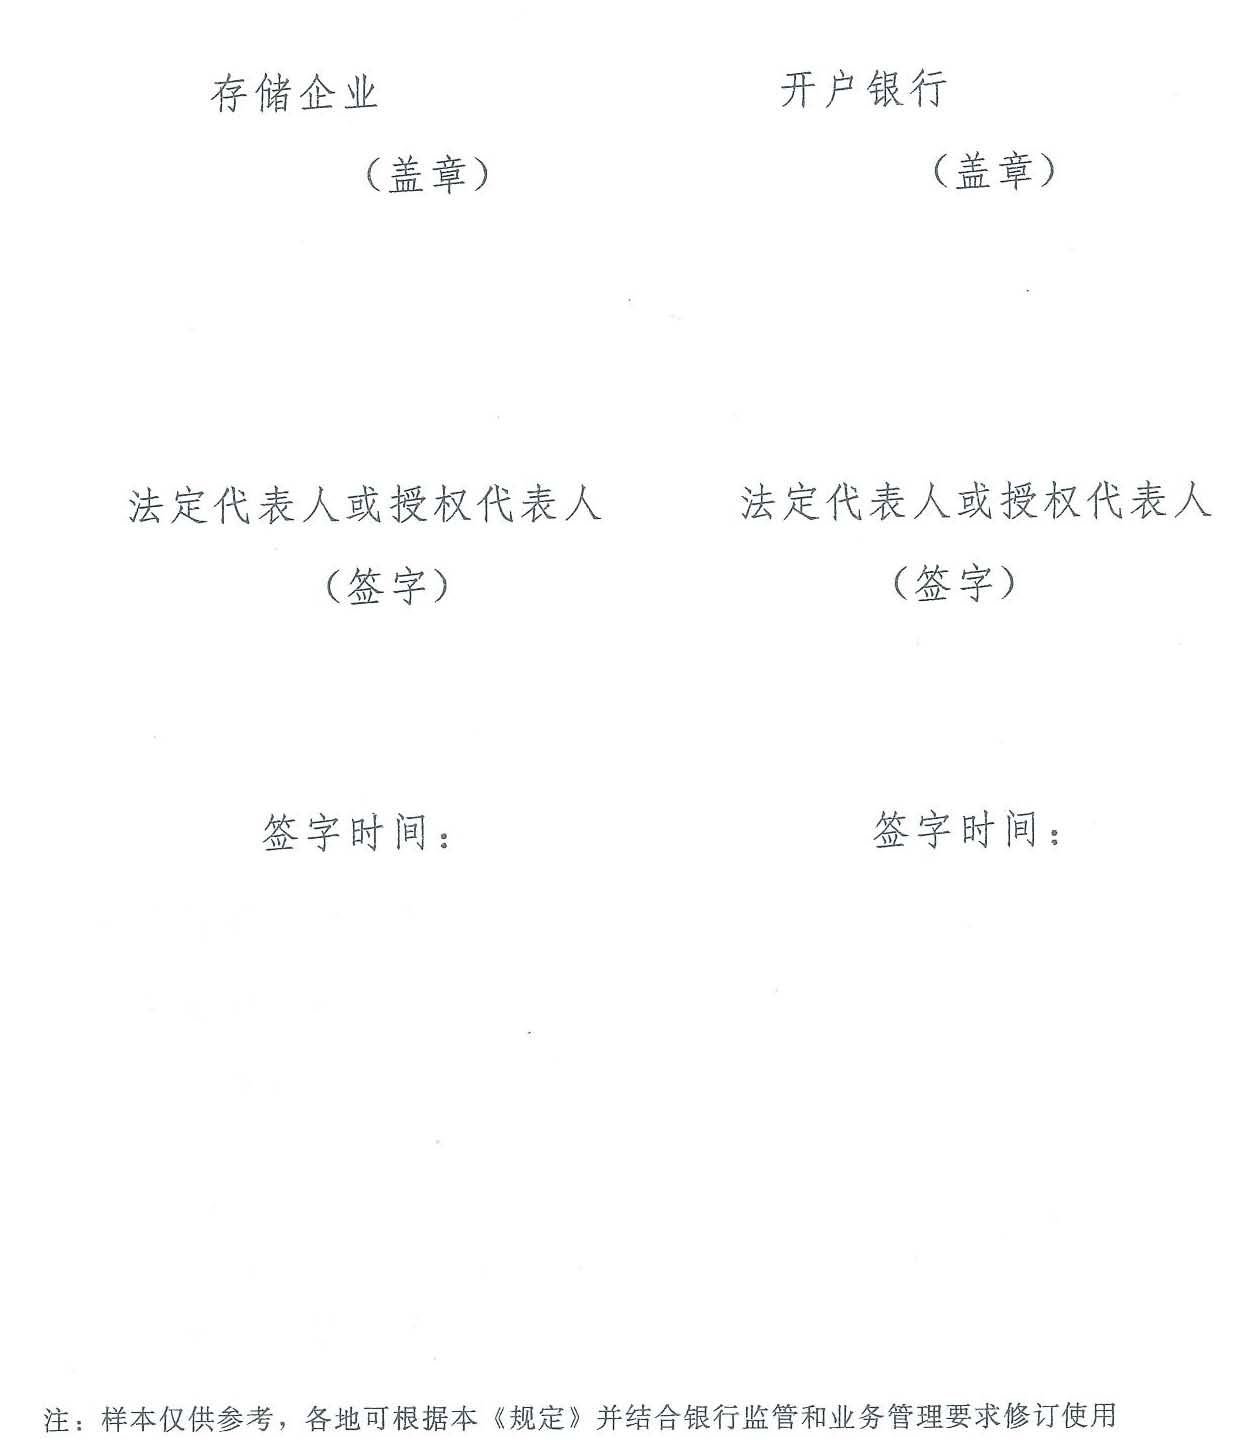 存储企业 开户银行
（盖章） （盖章）
法定代表人或授权代表人 法定代表人或授权代表人
（签字） （签字）
签字时间： 签字时间：
注：样本仅供参考，各地可根据本《规定》并结合银行监管和业务管理要求修订使用